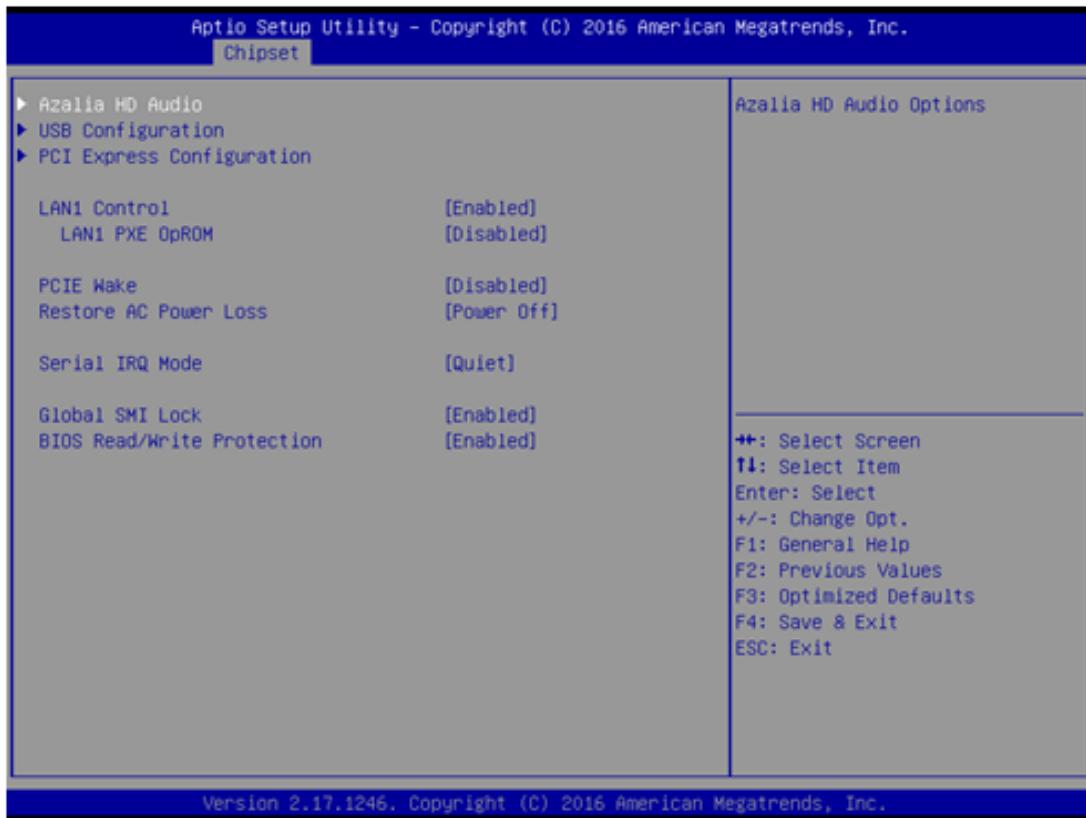 Aptio Setup Utility - Copyright (C) 2016 American Megatrends, Inc.
Chipset
Azalia HD Audio
USB Configuration
PCI Express Configuration
LAN1 Control [Enabled]
LAN1 PXE OpROM [Disabled]
PCIE Wake [Disabled]
Restore AC Power Loss [Power Off]
Serial IRQ Mode [Quiet]
Global SMI Lock [Enabled]
BIOS Read/Write Protection [Enabled]
Azalia HD Audio Options
→←: Select Screen
↑↓: Select Item
Enter: Select
+/-: Change Opt.
F1: General Help
F2: Previous Values
F3: Optimized Defaults
F4: Save & Exit
ESC: Exit
Version 2.17.1246. Copyright (C) 2016 American Megatrends, Inc.